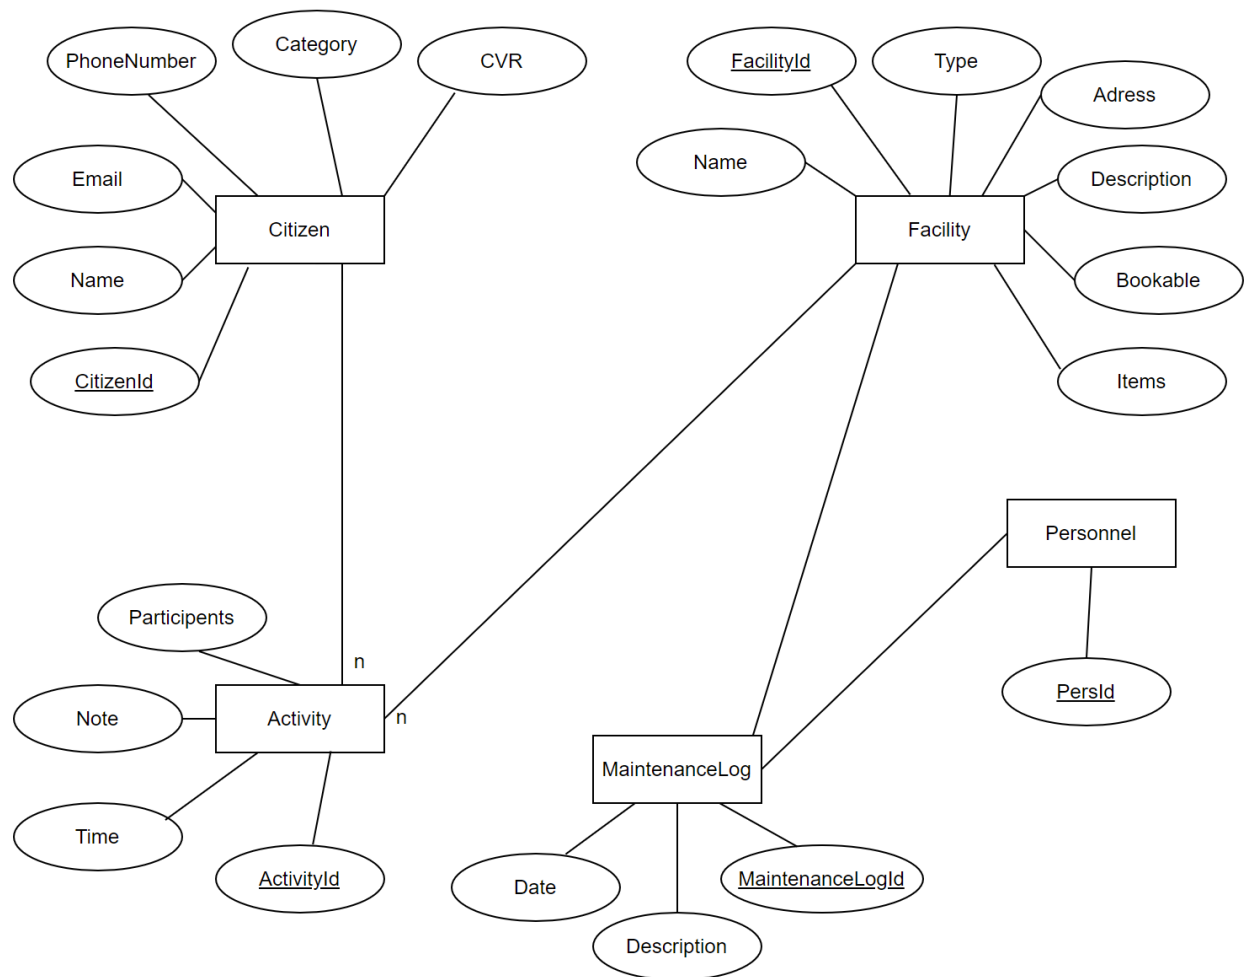 PhoneNumber
Category
CVR
Email
Name
CitizenId
Citizen
FacilityId
Type
Adress
Name
Description
Facility
Bookable
Items
Personnel
PersId
Participents
n
Note
Activity
n
Time
ActivityId
MaintenanceLog
Date
MaintenanceLogId
Description